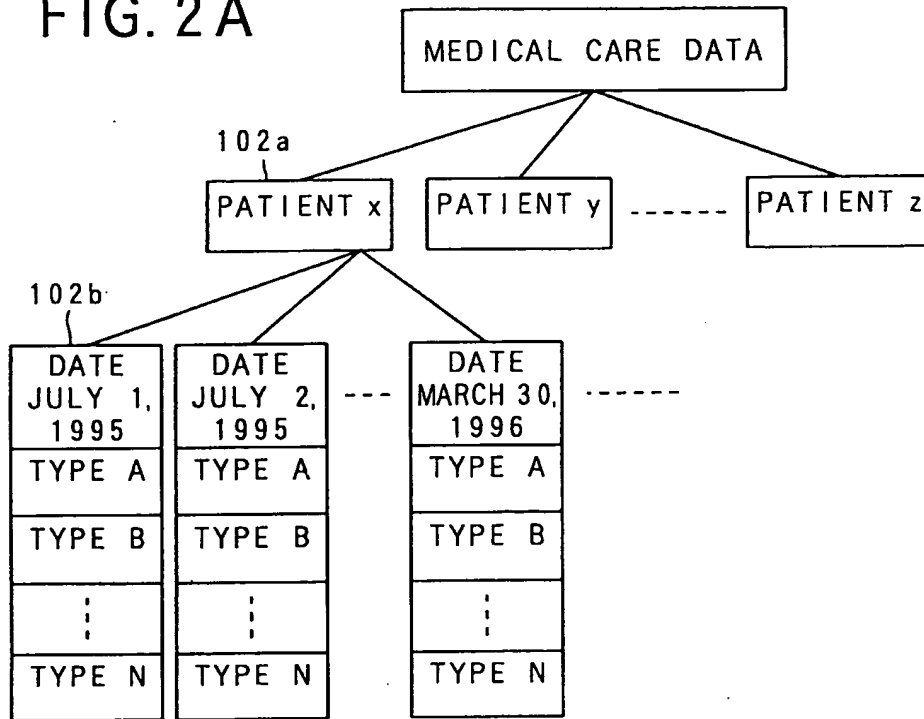 FIG. 2A
MEDICAL CARE DATA
102a
PATIENT x
PATIENT y
PATIENT z
102b
DATE
JULY 1,
1995
TYPE A
TYPE B
TYPE N
DATE
JULY 2,
1995
TYPE A
TYPE B
TYPE N
DATE
MARCH 30,
1996
TYPE A
TYPE B
TYPE N